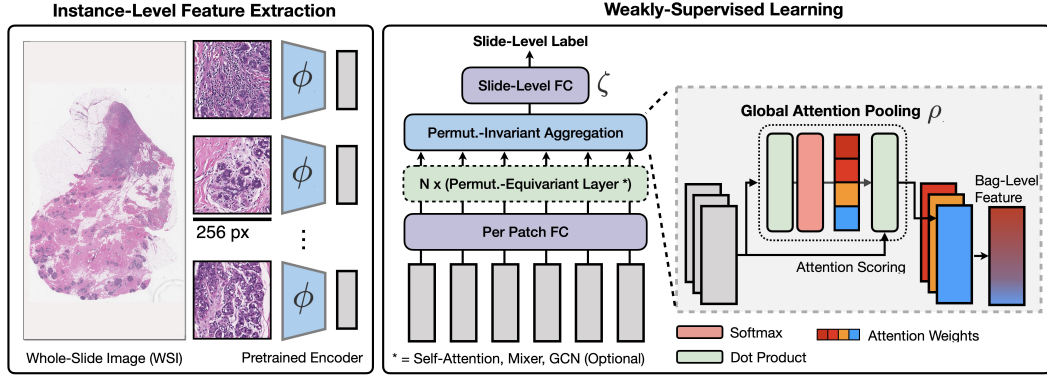 Instance-Level Feature Extraction
Weakly-Supervised Learning
ϕ
ϕ
256 px
⋮
ϕ
Whole-Slide Image (WSI)
Pretrained Encoder
Slide-Level Label
Slide-Level FC
ζ
Permut.-Invariant Aggregation
N x (Permut.-Equivariant Layer *)
Per Patch FC
* = Self-Attention, Mixer, GCN (Optional)
Global Attention Pooling ρ
Bag-Level
Feature
Attention Scoring
Softmax
Attention Weights
Dot Product